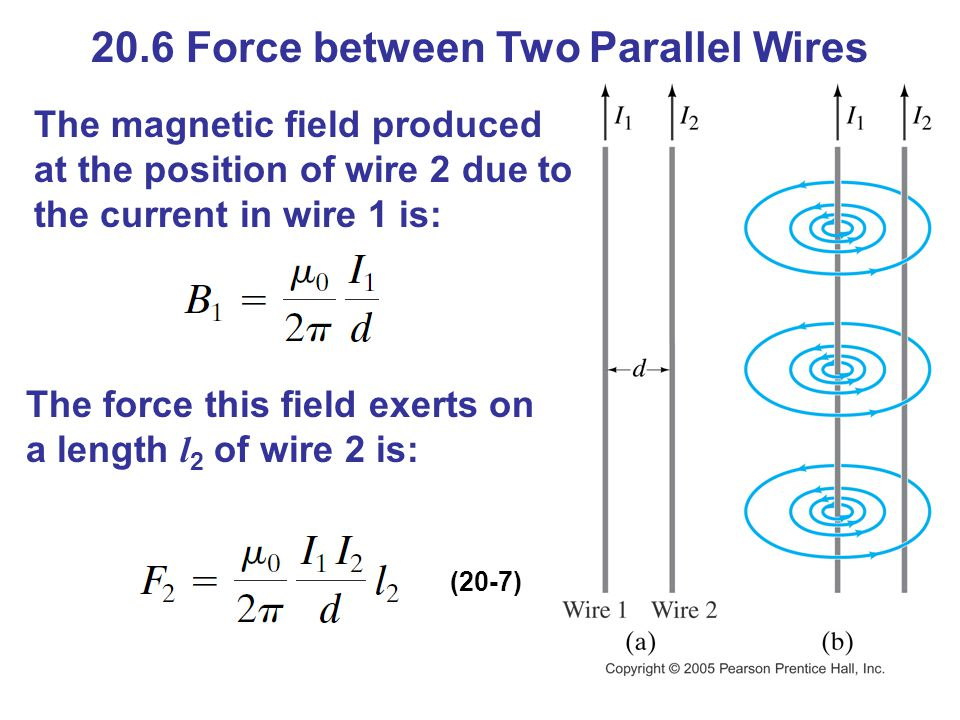 20.6 Force between Two Parallel Wires
The magnetic field produced
at the position of wire 2 due to
the current in wire 1 is:
B₁ = μ₀/2π I₁/d
The force this field exerts on
a length l₂ of wire 2 is:
F₂ = μ₀/2π I₁ I₂/d l₂ (20-7)
I₁ I₂ I₁ I₂
d
Wire 1 Wire 2
(a) (b)
Copyright © 2005 Pearson Prentice Hall, Inc.